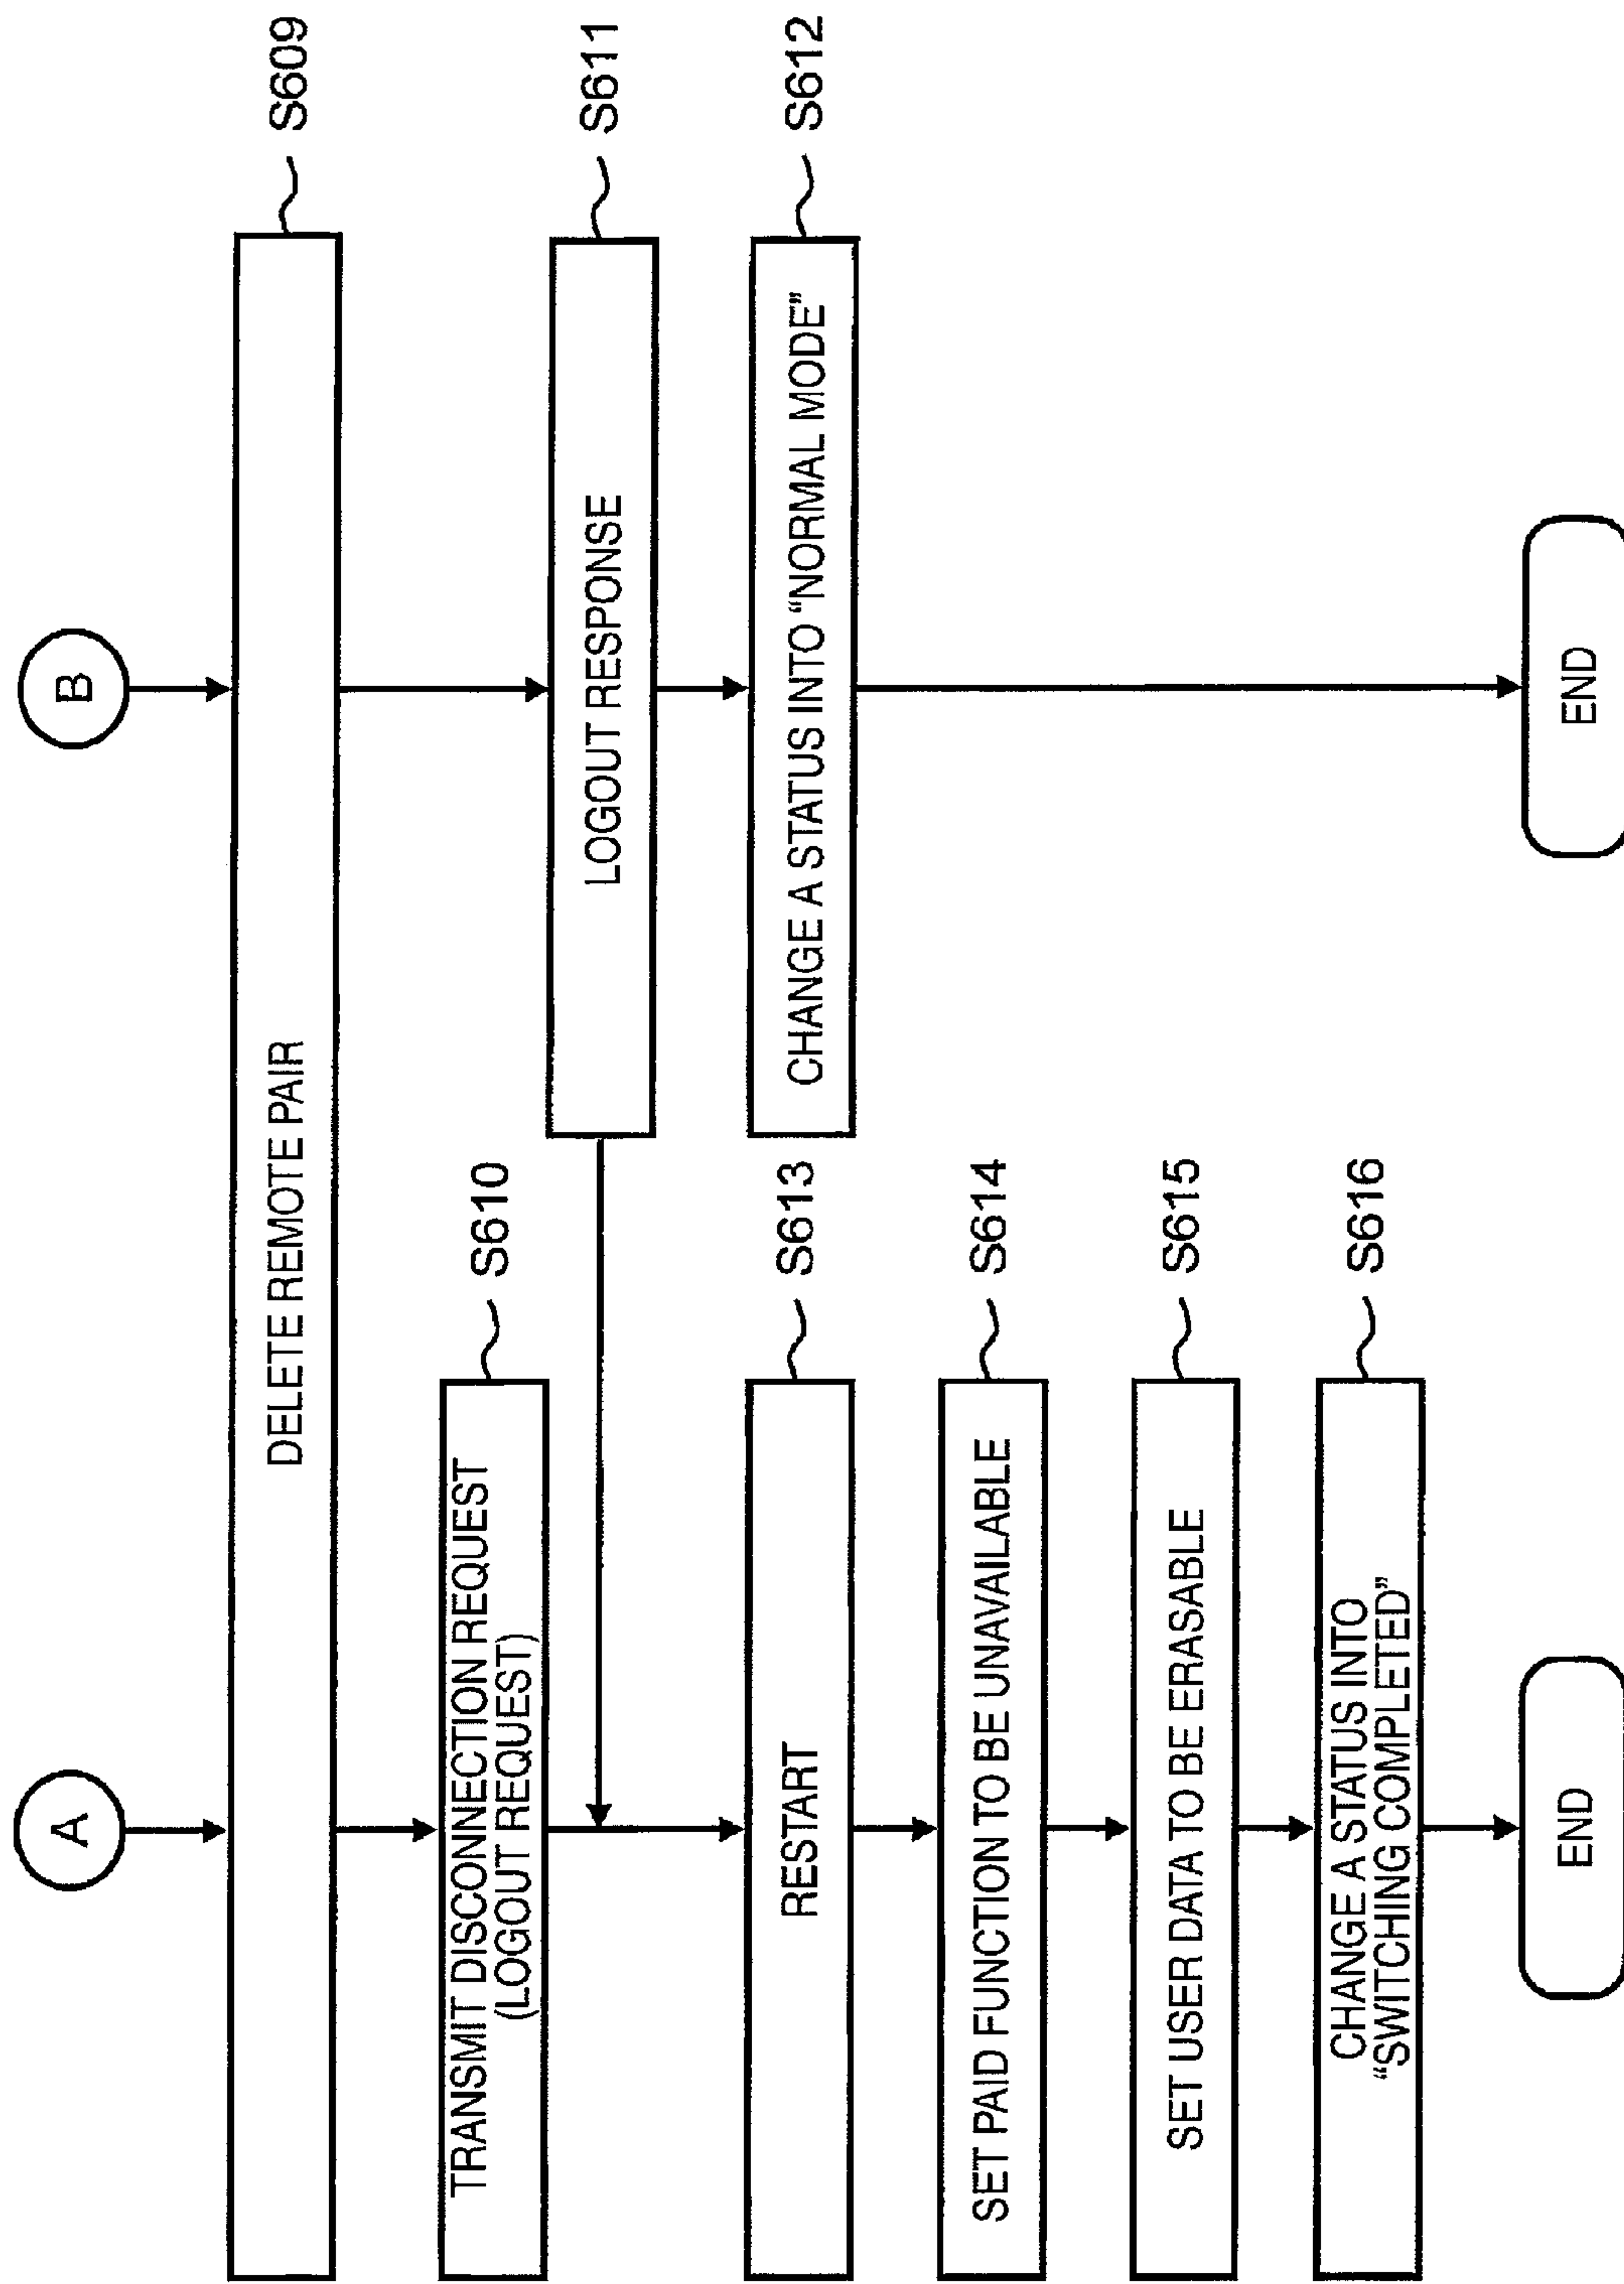 A
B
DELETE REMOTE PAIR
S609
TRANSMIT DISCONNECTION REQUEST
(LOGOUT REQUEST)
S610
LOGOUT RESPONSE
S611
CHANGE A STATUS INTO “NORMAL MODE”
S612
RESTART
S613
SET PAID FUNCTION TO BE UNAVAILABLE
S614
SET USER DATA TO BE ERASABLE
S615
CHANGE A STATUS INTO
“SWITCHING COMPLETED”
S616
END
END